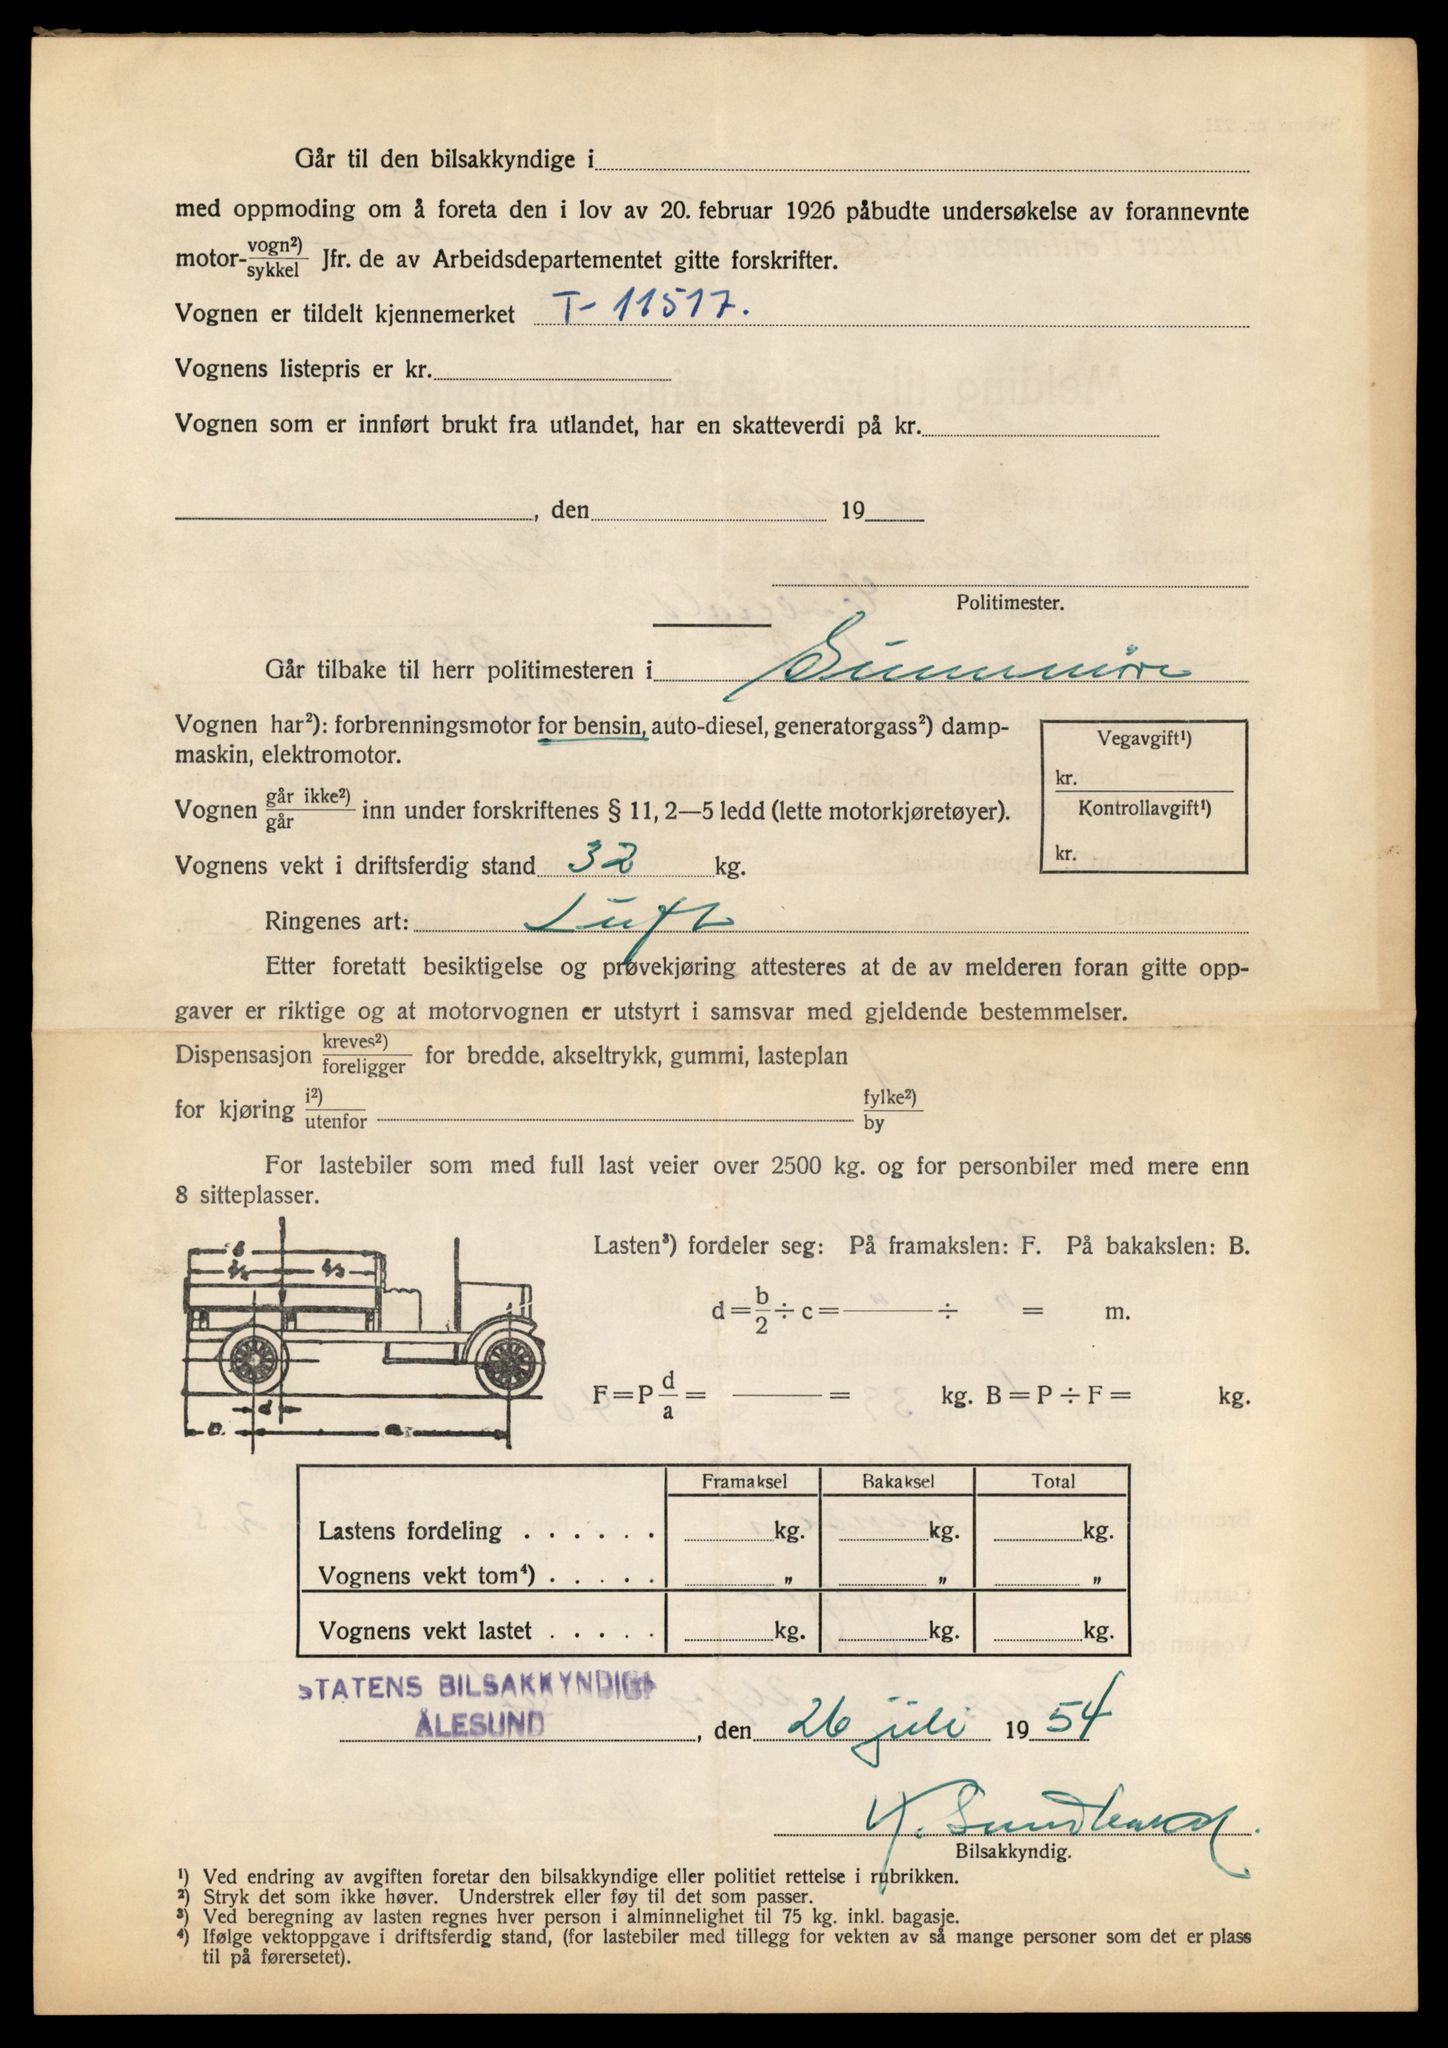 Går til den bilsakkyndige i
med oppmoding om å foreta den i lov av 20. februar 1926 påbudte undersøkelse av forannevnte
motor- vogn²) / sykkel Jfr. de av Arbeidsdepartementet gitte forskrifter.
Vognen er tildelt kjennemerket T-11517.
Vognens listepris er kr.
Vognen som er innført brukt fra utlandet, har en skatteverdi på kr.
, den 19
Politimester.
Går tilbake til herr politimesteren i Sunnmøre
Vognen har²): forbrenningsmotor for bensin, auto-diesel, generatorgass²) damp-
maskin, elektromotor.
Vegavgift¹)
kr.
Kontrollavgift¹)
kr.
Vognen går ikke²) / går inn under forskriftenes § 11, 2—5 ledd (lette motorkjøretøyer).
Vognens vekt i driftsferdig stand 32 kg.
Ringenes art: Luft
Etter foretatt besiktigelse og prøvekjøring attesteres at de av melderen foran gitte opp-
gaver er riktige og at motorvognen er utstyrt i samsvar med gjeldende bestemmelser.
Dispensasjon kreves²) / foreligger for bredde, akseltrykk, gummi, lasteplan
for kjøring i²) / utenfor fylke²) / by
For lastebiler som med full last veier over 2500 kg. og for personbiler med mere enn
8 sitteplasser.
Lasten³) fordeler seg: På framakslen: F. På bakakslen: B.
d = b/2 ÷ c = —— ÷ = m.
F = P d/a = —— = kg. B = P ÷ F = kg.
Framaksel Bakaksel Total
Lastens fordeling . . . . . . kg. kg. kg.
Vognens vekt tom⁴) . . . . . „ „ „
Vognens vekt lastet . . . . . kg. kg. kg.
STATENS BILSAKKYNDIGE
ÅLESUND
, den 26 juli 1954
Bilsakkyndig.
¹) Ved endring av avgiften foretar den bilsakkyndige eller politiet rettelse i rubrikken.
²) Stryk det som ikke høver. Understrek eller føy til det som passer.
³) Ved beregning av lasten regnes hver person i alminnelighet til 75 kg. inkl. bagasje.
⁴) Ifølge vektoppgave i driftsferdig stand, (for lastebiler med tillegg for vekten av så mange personer som det er plass
til på førersetet).